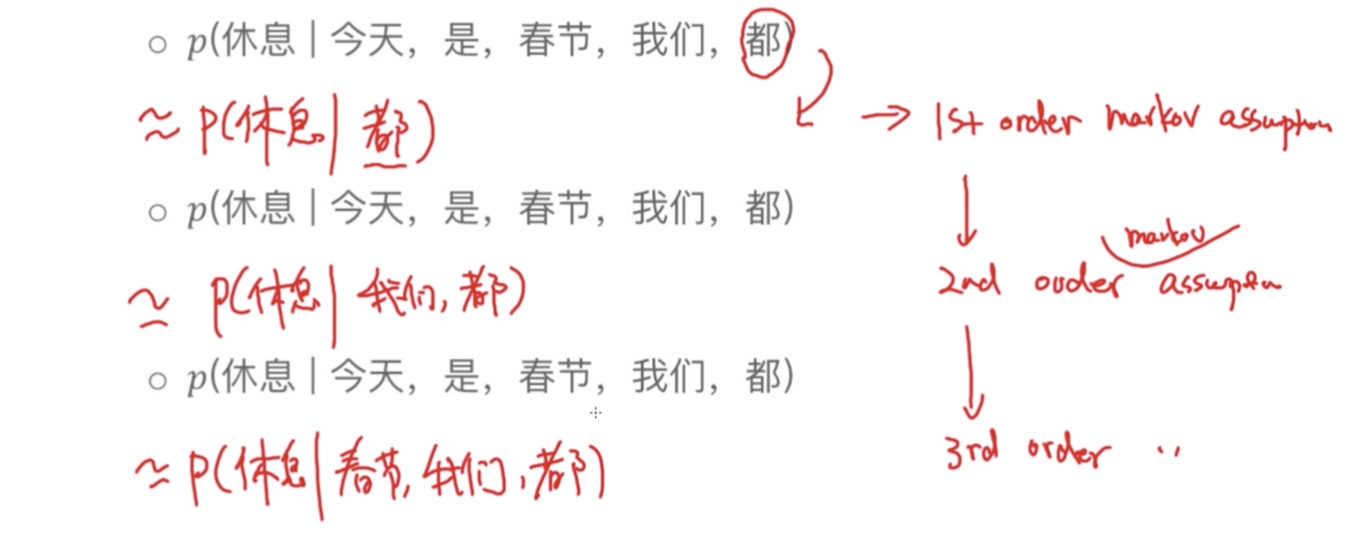 ○ p(休息 | 今天，是，春节，我们，都)
≈ p(休息 | 都)
→ 1st order markov assumption
○ p(休息 | 今天，是，春节，我们，都)
markov
2nd order assumption
≈ p(休息 | 我们, 都)
○ p(休息 | 今天，是，春节，我们，都)
3rd order ..
≈ p(休息 | 春节, 我们, 都)